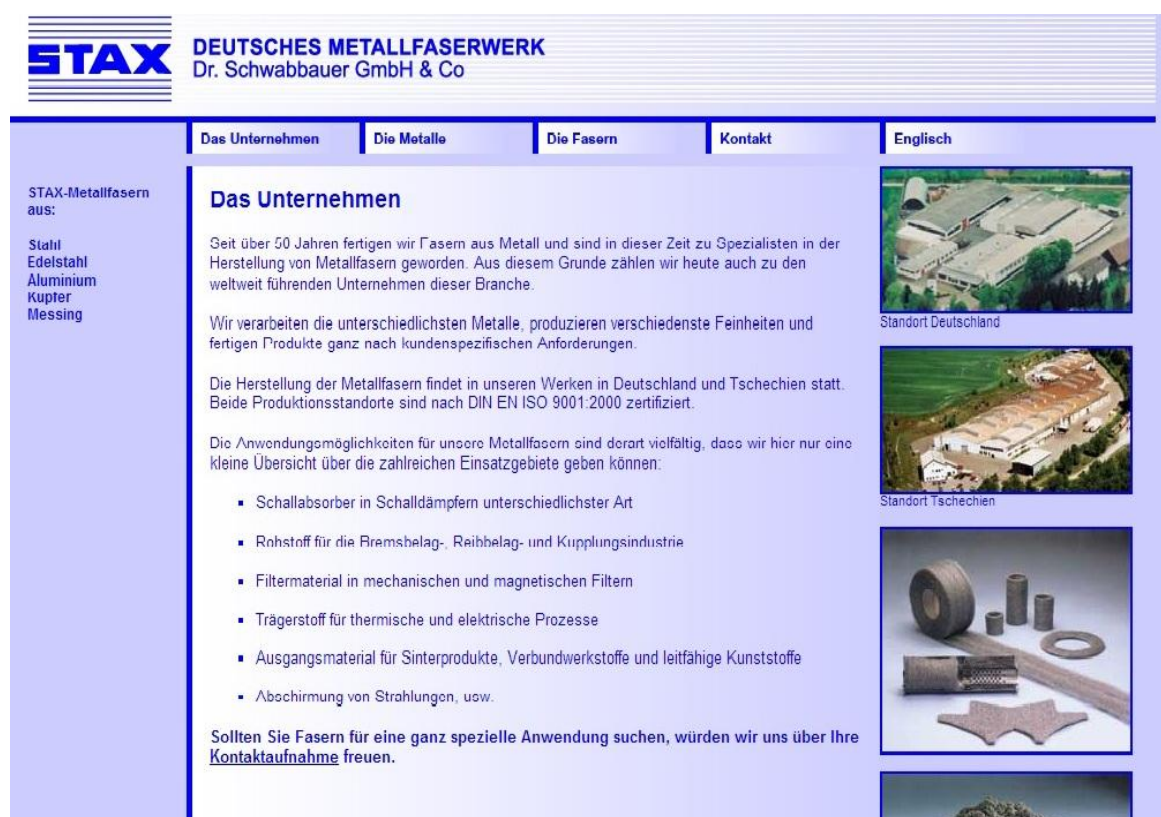 STAX
DEUTSCHES METALLFASERWERK
Dr. Schwabbauer GmbH & Co
Das Unternehmen
Die Metalle
Die Fasern
Kontakt
Englisch
STAX-Metallfasern
aus:
Stahl
Edelstahl
Aluminium
Kupfer
Messing
Das Unternehmen
Seit über 50 Jahren fertigen wir Fasern aus Metall und sind in dieser Zeit zu Spezialisten in der
Herstellung von Metallfasern geworden. Aus diesem Grunde zählen wir heute auch zu den
weltweit führenden Unternehmen dieser Branche.
Wir verarbeiten die unterschiedlichsten Metalle, produzieren verschiedenste Feinheiten und
fertigen Produkte ganz nach kundenspezifischen Anforderungen.
Die Herstellung der Metallfasern findet in unseren Werken in Deutschland und Tschechien statt.
Beide Produktionsstandorte sind nach DIN EN ISO 9001:2000 zertifiziert.
Die Anwendungsmöglichkeiten für unsere Metallfasern sind derart vielfältig, dass wir hier nur eine
kleine Übersicht über die zahlreichen Einsatzgebiete geben können:
▪ Schallabsorber in Schalldämpfern unterschiedlichster Art
▪ Rohstoff für die Bremsbelag-, Reibbelag- und Kupplungsindustrie
▪ Filtermaterial in mechanischen und magnetischen Filtern
▪ Trägerstoff für thermische und elektrische Prozesse
▪ Ausgangsmaterial für Sinterprodukte, Verbundwerkstoffe und leitfähige Kunststoffe
▪ Abschirmung von Strahlungen, usw.
Sollten Sie Fasern für eine ganz spezielle Anwendung suchen, würden wir uns über Ihre
Kontaktaufnahme freuen.
Standort Deutschland
Standort Tschechien